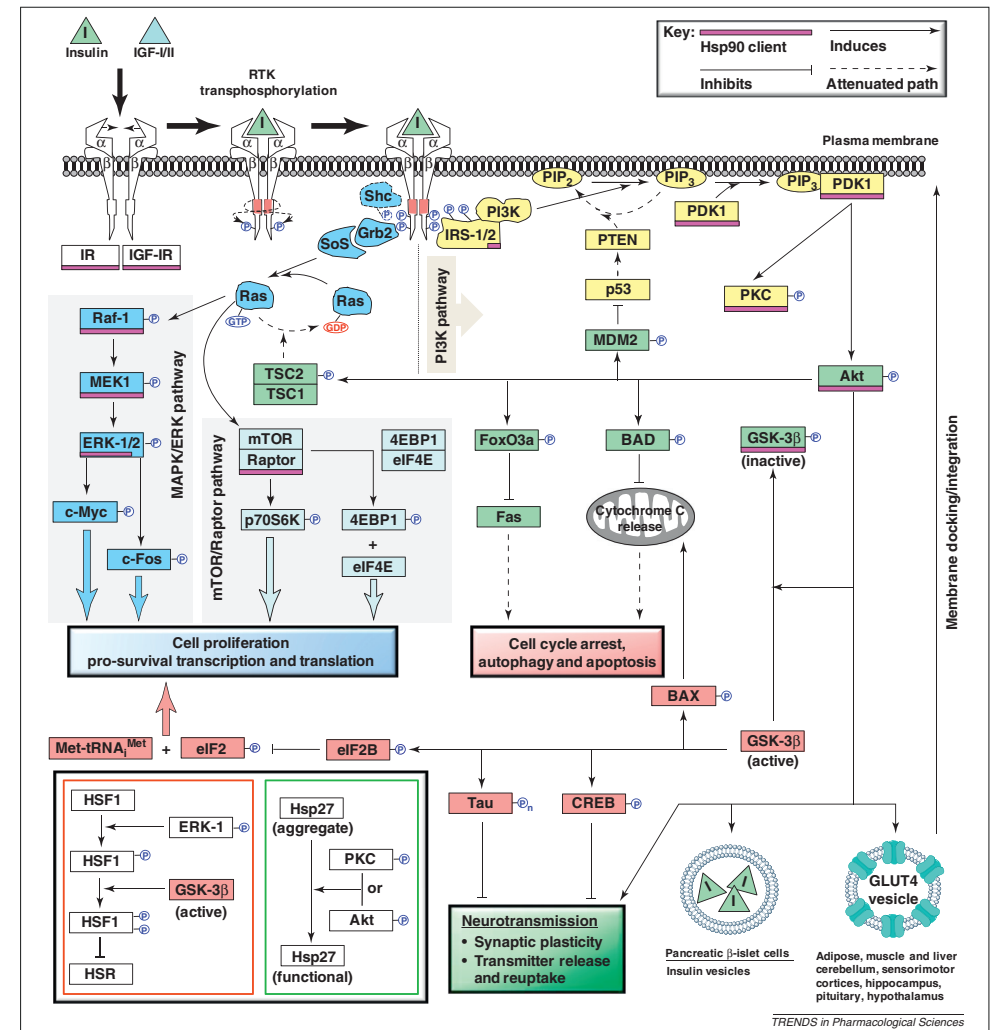 I
Insulin
IGF-I/II
Key:
Hsp90 client
Induces
Inhibits
Attenuated path
RTK
transphosphorylation
Plasma membrane
α
α
β
β
I
α
α
β
β
I
α
α
β
β
IR
IGF-IR
P
P
Shc
P
P
P
P
P
P
P
Grb2
SoS
IRS-1/2
PI3K
PIP2
PIP3
PIP3
PDK1
PDK1
PTEN
p53
PKC
P
MDM2
P
PI3K pathway
Ras
GTP
Ras
GDP
Raf-1
P
MEK1
P
ERK-1/2
P
c-Myc
P
c-Fos
P
MAPK/ERK pathway
TSC2
P
TSC1
Akt
P
mTOR
Raptor
4EBP1
eIF4E
p70S6K
P
4EBP1
P
+
eIF4E
mTOR/Raptor pathway
FoxO3a
P
BAD
P
GSK-3β
P
(inactive)
Fas
Cytochrome C
release
Membrane docking/integration
Cell proliferation
pro-survival transcription and translation
Cell cycle arrest,
autophagy and apoptosis
BAX
P
Met-tRNAiMet
+
eIF2
P
eIF2B
P
GSK-3β
(active)
Tau
Pn
CREB
P
HSF1
ERK-1
P
HSF1
P
GSK-3β
(active)
HSF1
P
P
HSR
Hsp27
(aggregate)
PKC
P
or
Akt
P
Hsp27
(functional)
Neurotransmission
• Synaptic plasticity
• Transmitter release
and reuptake
I
I
I
Pancreatic β-islet cells
Insulin vesicles
GLUT4
vesicle
Adipose, muscle and liver
cerebellum, sensorimotor
cortices, hippocampus,
pituitary, hypothalamus
TRENDS in Pharmacological Sciences